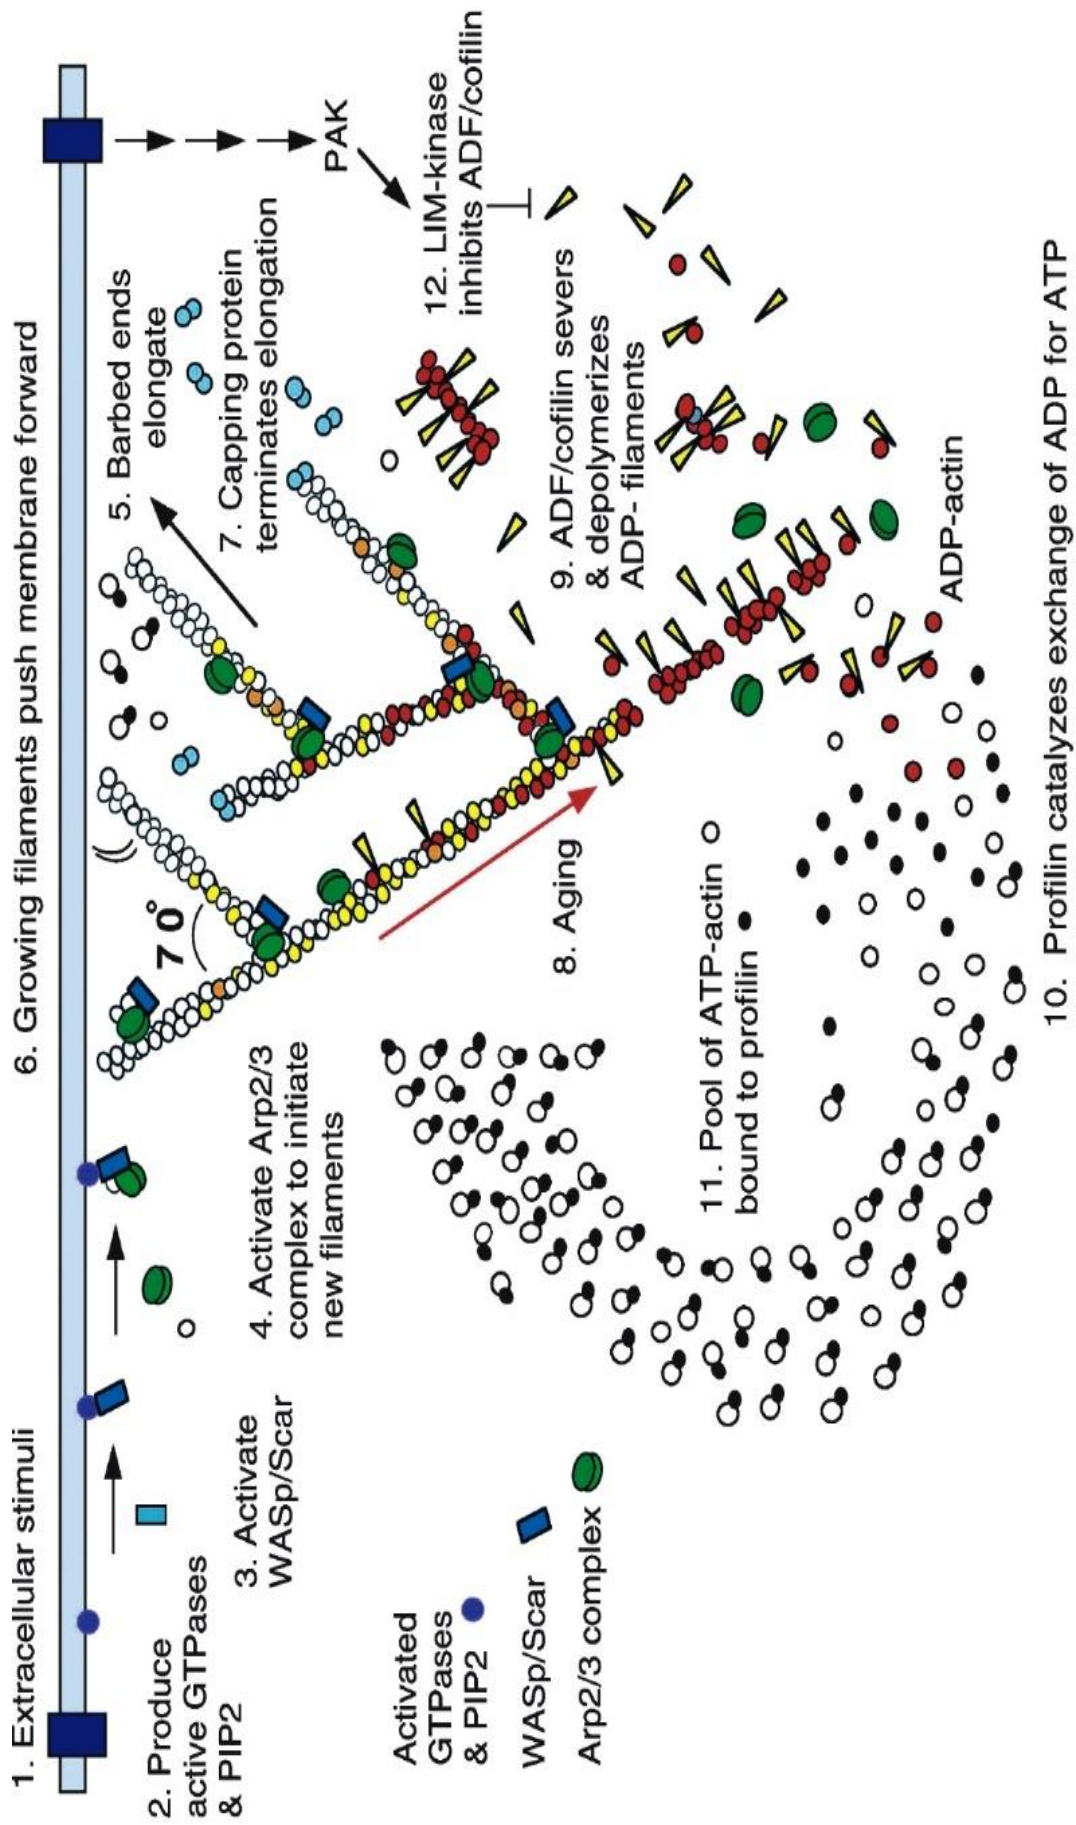 1. Extracellular stimuli
6. Growing filaments push membrane forward
2. Produce
active GTPases
& PIP2
3. Activate
WASp/Scar
4. Activate Arp2/3
complex to initiate
new filaments
70°
5. Barbed ends
elongate
7. Capping protein
terminates elongation
PAK
12. LIM-kinase
inhibits ADF/cofilin
8. Aging
9. ADF/cofilin severs
& depolymerizes
ADP- filaments
Activated
GTPases
& PIP2
WASp/Scar
Arp2/3 complex
11. Pool of ATP-actin
bound to profilin
ADP-actin
10. Profilin catalyzes exchange of ADP for ATP